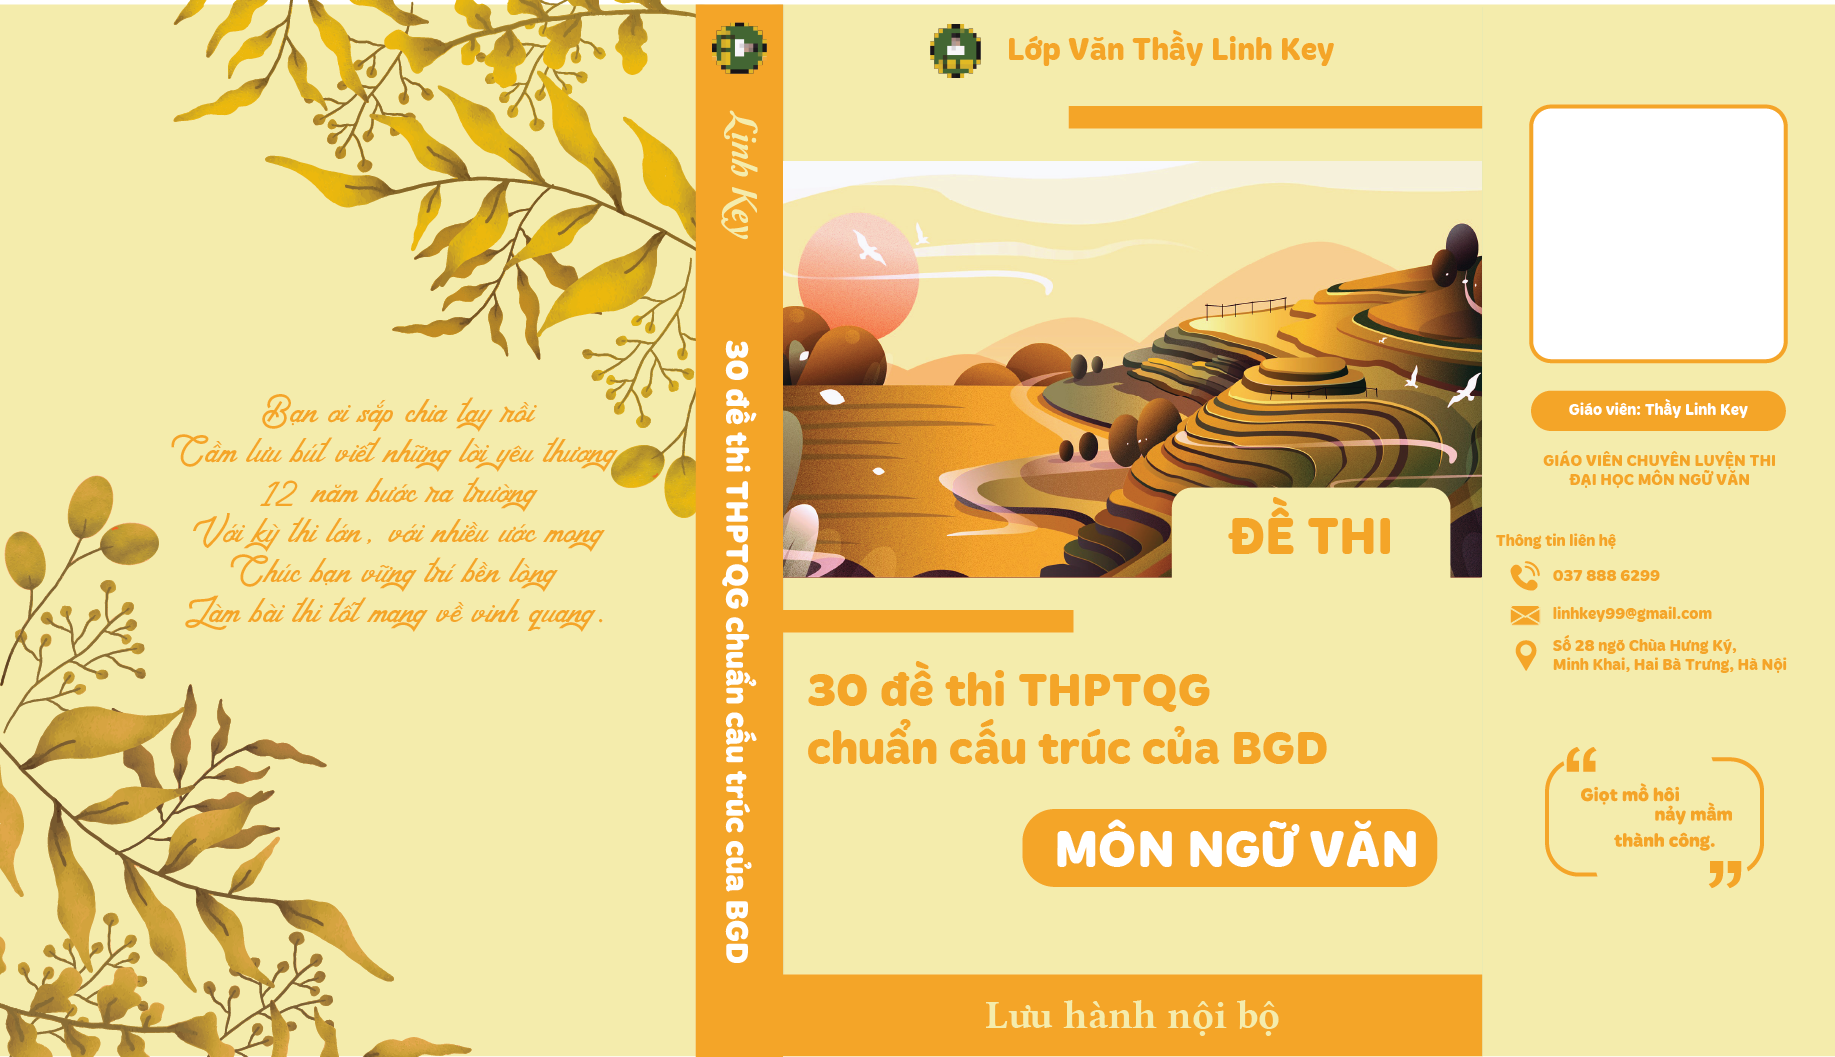 Bạn ơi sắp chia tay rồi
Cầm lưu bút viết những lời yêu thương
12 năm bước ra trường
Với kỳ thi lớn, với nhiều ước mong
Chúc bạn vững trí bền lòng
Làm bài thi tốt mang về vinh quang.
Linh Key
30 đề thi THPTQG chuẩn cấu trúc của BGD
Lớp Văn Thầy Linh Key
ĐỀ THI
30 đề thi THPTQG
chuẩn cấu trúc của BGD
MÔN NGỮ VĂN
Lưu hành nội bộ
Giáo viên: Thầy Linh Key
GIÁO VIÊN CHUYÊN LUYỆN THI
ĐẠI HỌC MÔN NGỮ VĂN
Thông tin liên hệ
037 888 6299
linhkey99@gmail.com
Số 28 ngõ Chùa Hưng Ký,
Minh Khai, Hai Bà Trưng, Hà Nội
“
Giọt mồ hôi
nảy mầm
thành công.
”